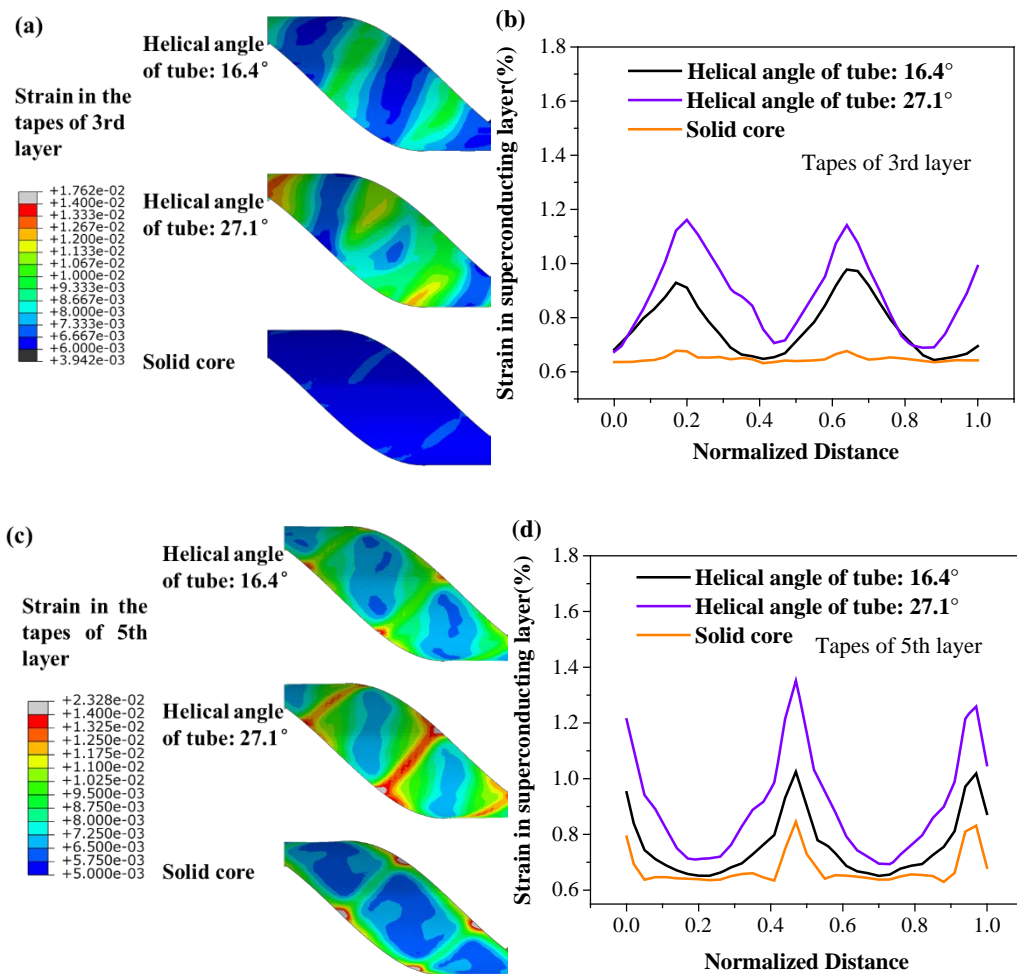 (a)
Helical angle
of tube: 16.4°
Strain in the
tapes of 3rd
layer
+1.762e-02
+1.400e-02
+1.333e-02
+1.267e-02
+1.200e-02
+1.133e-02
+1.067e-02
+1.000e-02
+9.333e-03
+8.667e-03
+8.000e-03
+7.333e-03
+6.667e-03
+6.000e-03
+3.942e-03
Helical angle
of tube: 27.1°
Solid core
(b)
Strain in superconducting layer(%)
1.8
1.6
1.4
1.2
1.0
0.8
0.6
Helical angle of tube: 16.4°
Helical angle of tube: 27.1°
Solid core
Tapes of 3rd layer
0.0 0.2 0.4 0.6 0.8 1.0
Normalized Distance
(c)
Helical angle
of tube: 16.4°
Strain in the
tapes of 5th
layer
+2.328e-02
+1.400e-02
+1.325e-02
+1.250e-02
+1.175e-02
+1.100e-02
+1.025e-02
+9.500e-03
+8.750e-03
+8.000e-03
+7.250e-03
+6.500e-03
+5.750e-03
+5.000e-03
Helical angle
of tube: 27.1°
Solid core
(d)
Strain in superconducting layer(%)
1.8
1.6
1.4
1.2
1.0
0.8
0.6
Helical angle of tube: 16.4°
Helical angle of tube: 27.1°
Solid core
Tapes of 5th layer
0.0 0.2 0.4 0.6 0.8 1.0
Normalized Distance